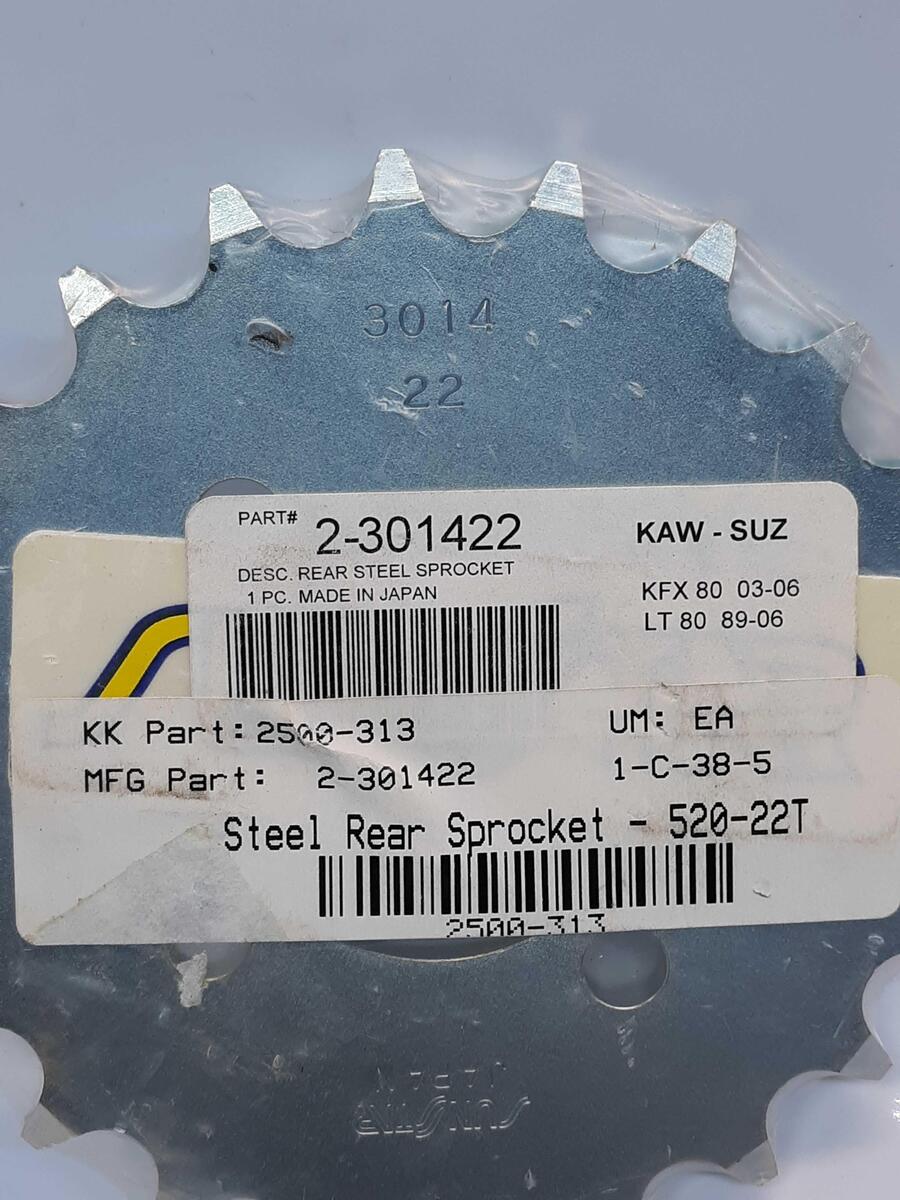 3014
22
PART# 2-301422 KAW - SUZ
DESC. REAR STEEL SPROCKET
1 PC. MADE IN JAPAN
KFX 80 03-06
LT 80 89-06
KK Part: 2500-313 UM: EA
MFG Part: 2-301422 1-C-38-5
Steel Rear Sprocket - 520-22T
2500-313
JAPAN
SUNSTAR